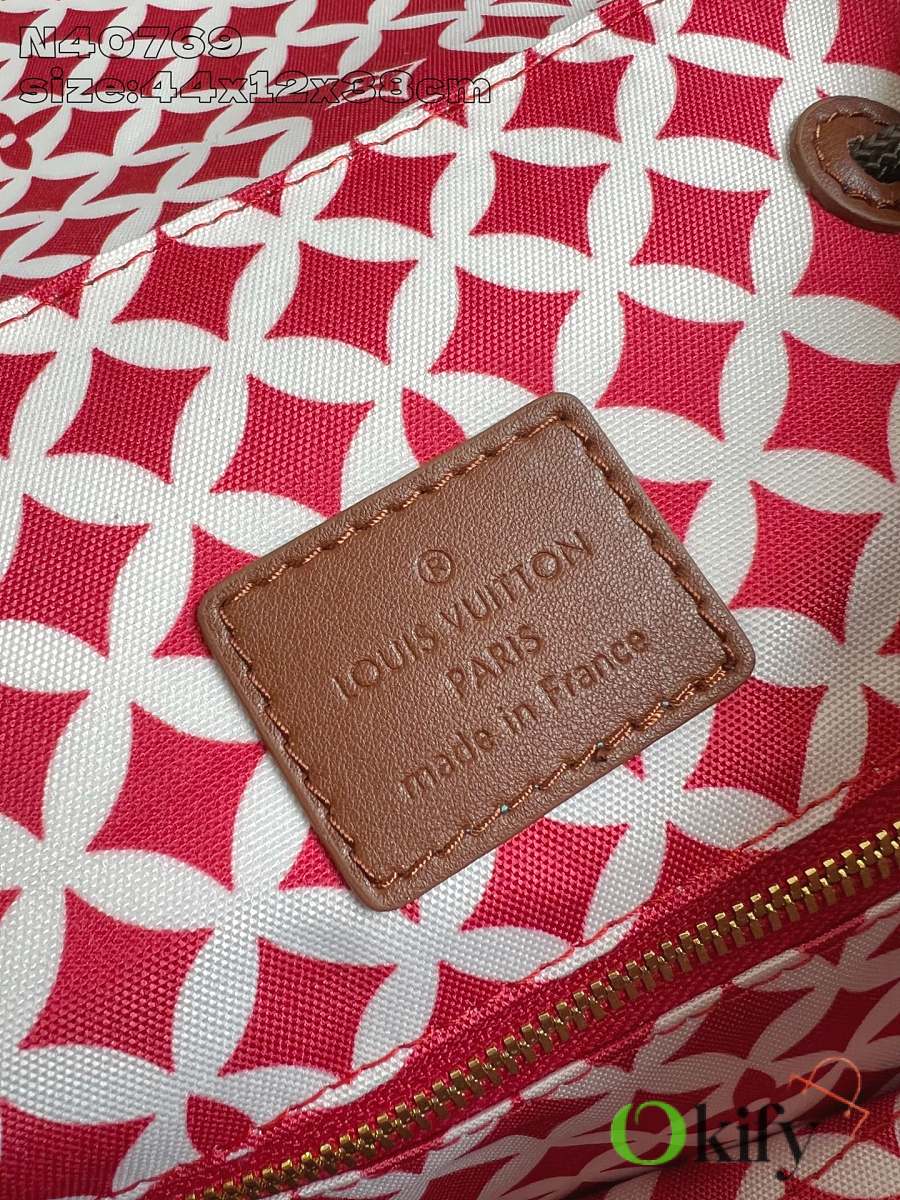 N40769
size:44x12x38cm
®
LOUIS VUITTON
PARIS
made in France
Okify